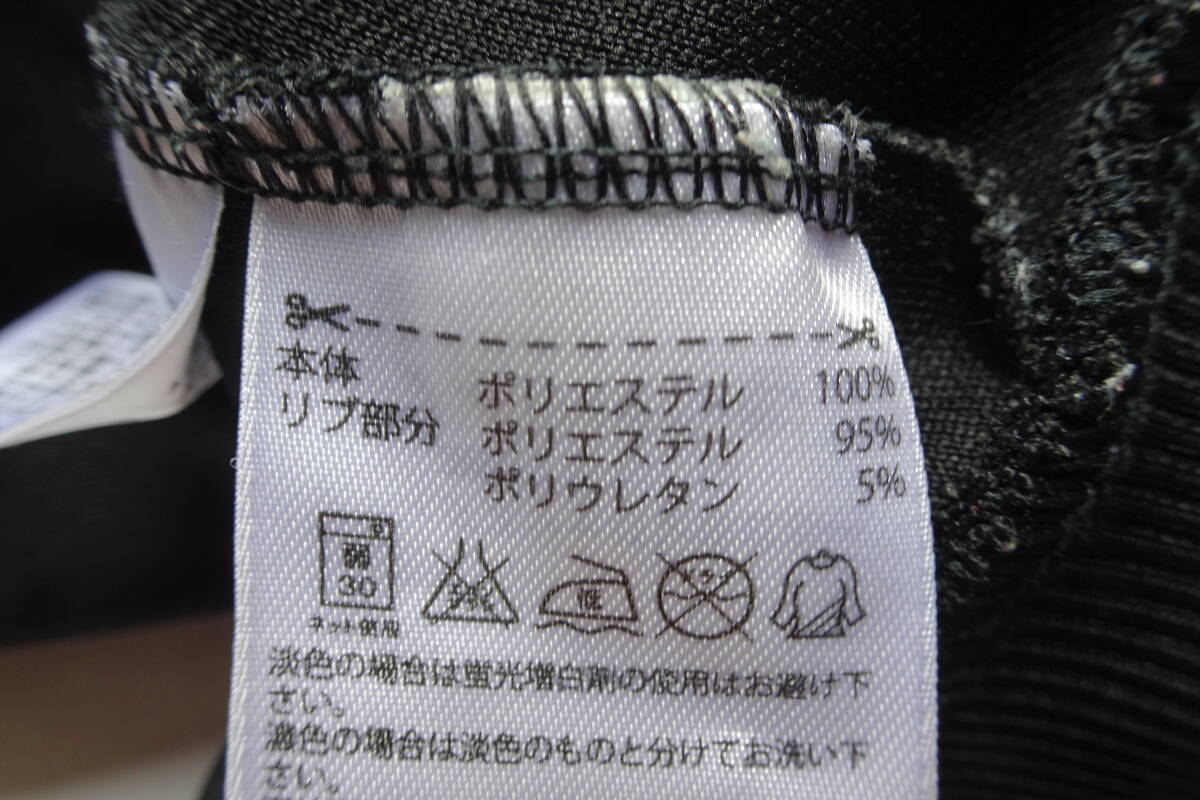 本体 ポリエステル 100%
リブ部分 ポリエステル 95%
ポリウレタン 5%
弱
30
低
ネット使用
淡色の場合は蛍光増白剤の使用はお避け下
さい。
濃色の場合は淡色のものと分けてお洗い下
さい。